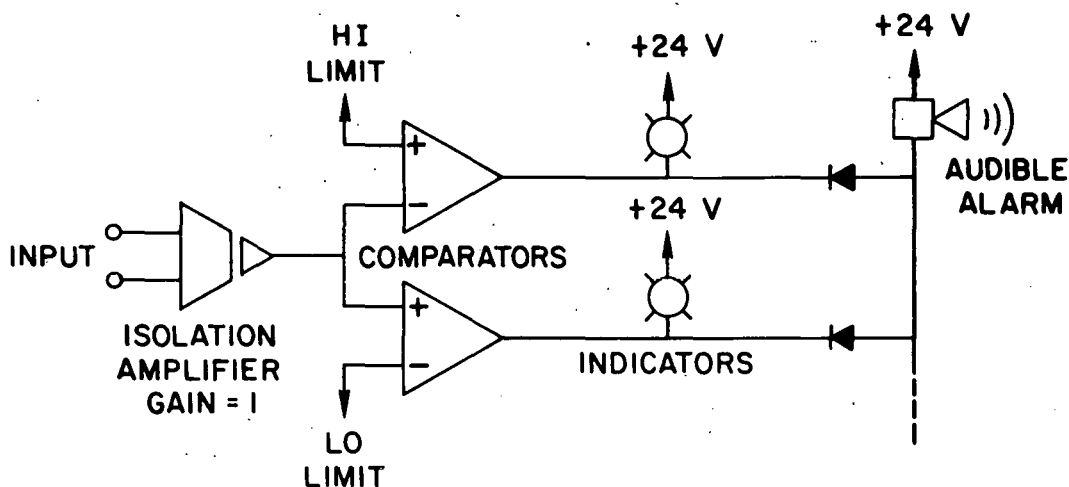 HI
LIMIT
+24 V
+24 V
+
AUDIBLE
ALARM
-
+24 V
INPUT
COMPARATORS
+
ISOLATION
AMPLIFIER
GAIN = 1
-
INDICATORS
LO
LIMIT